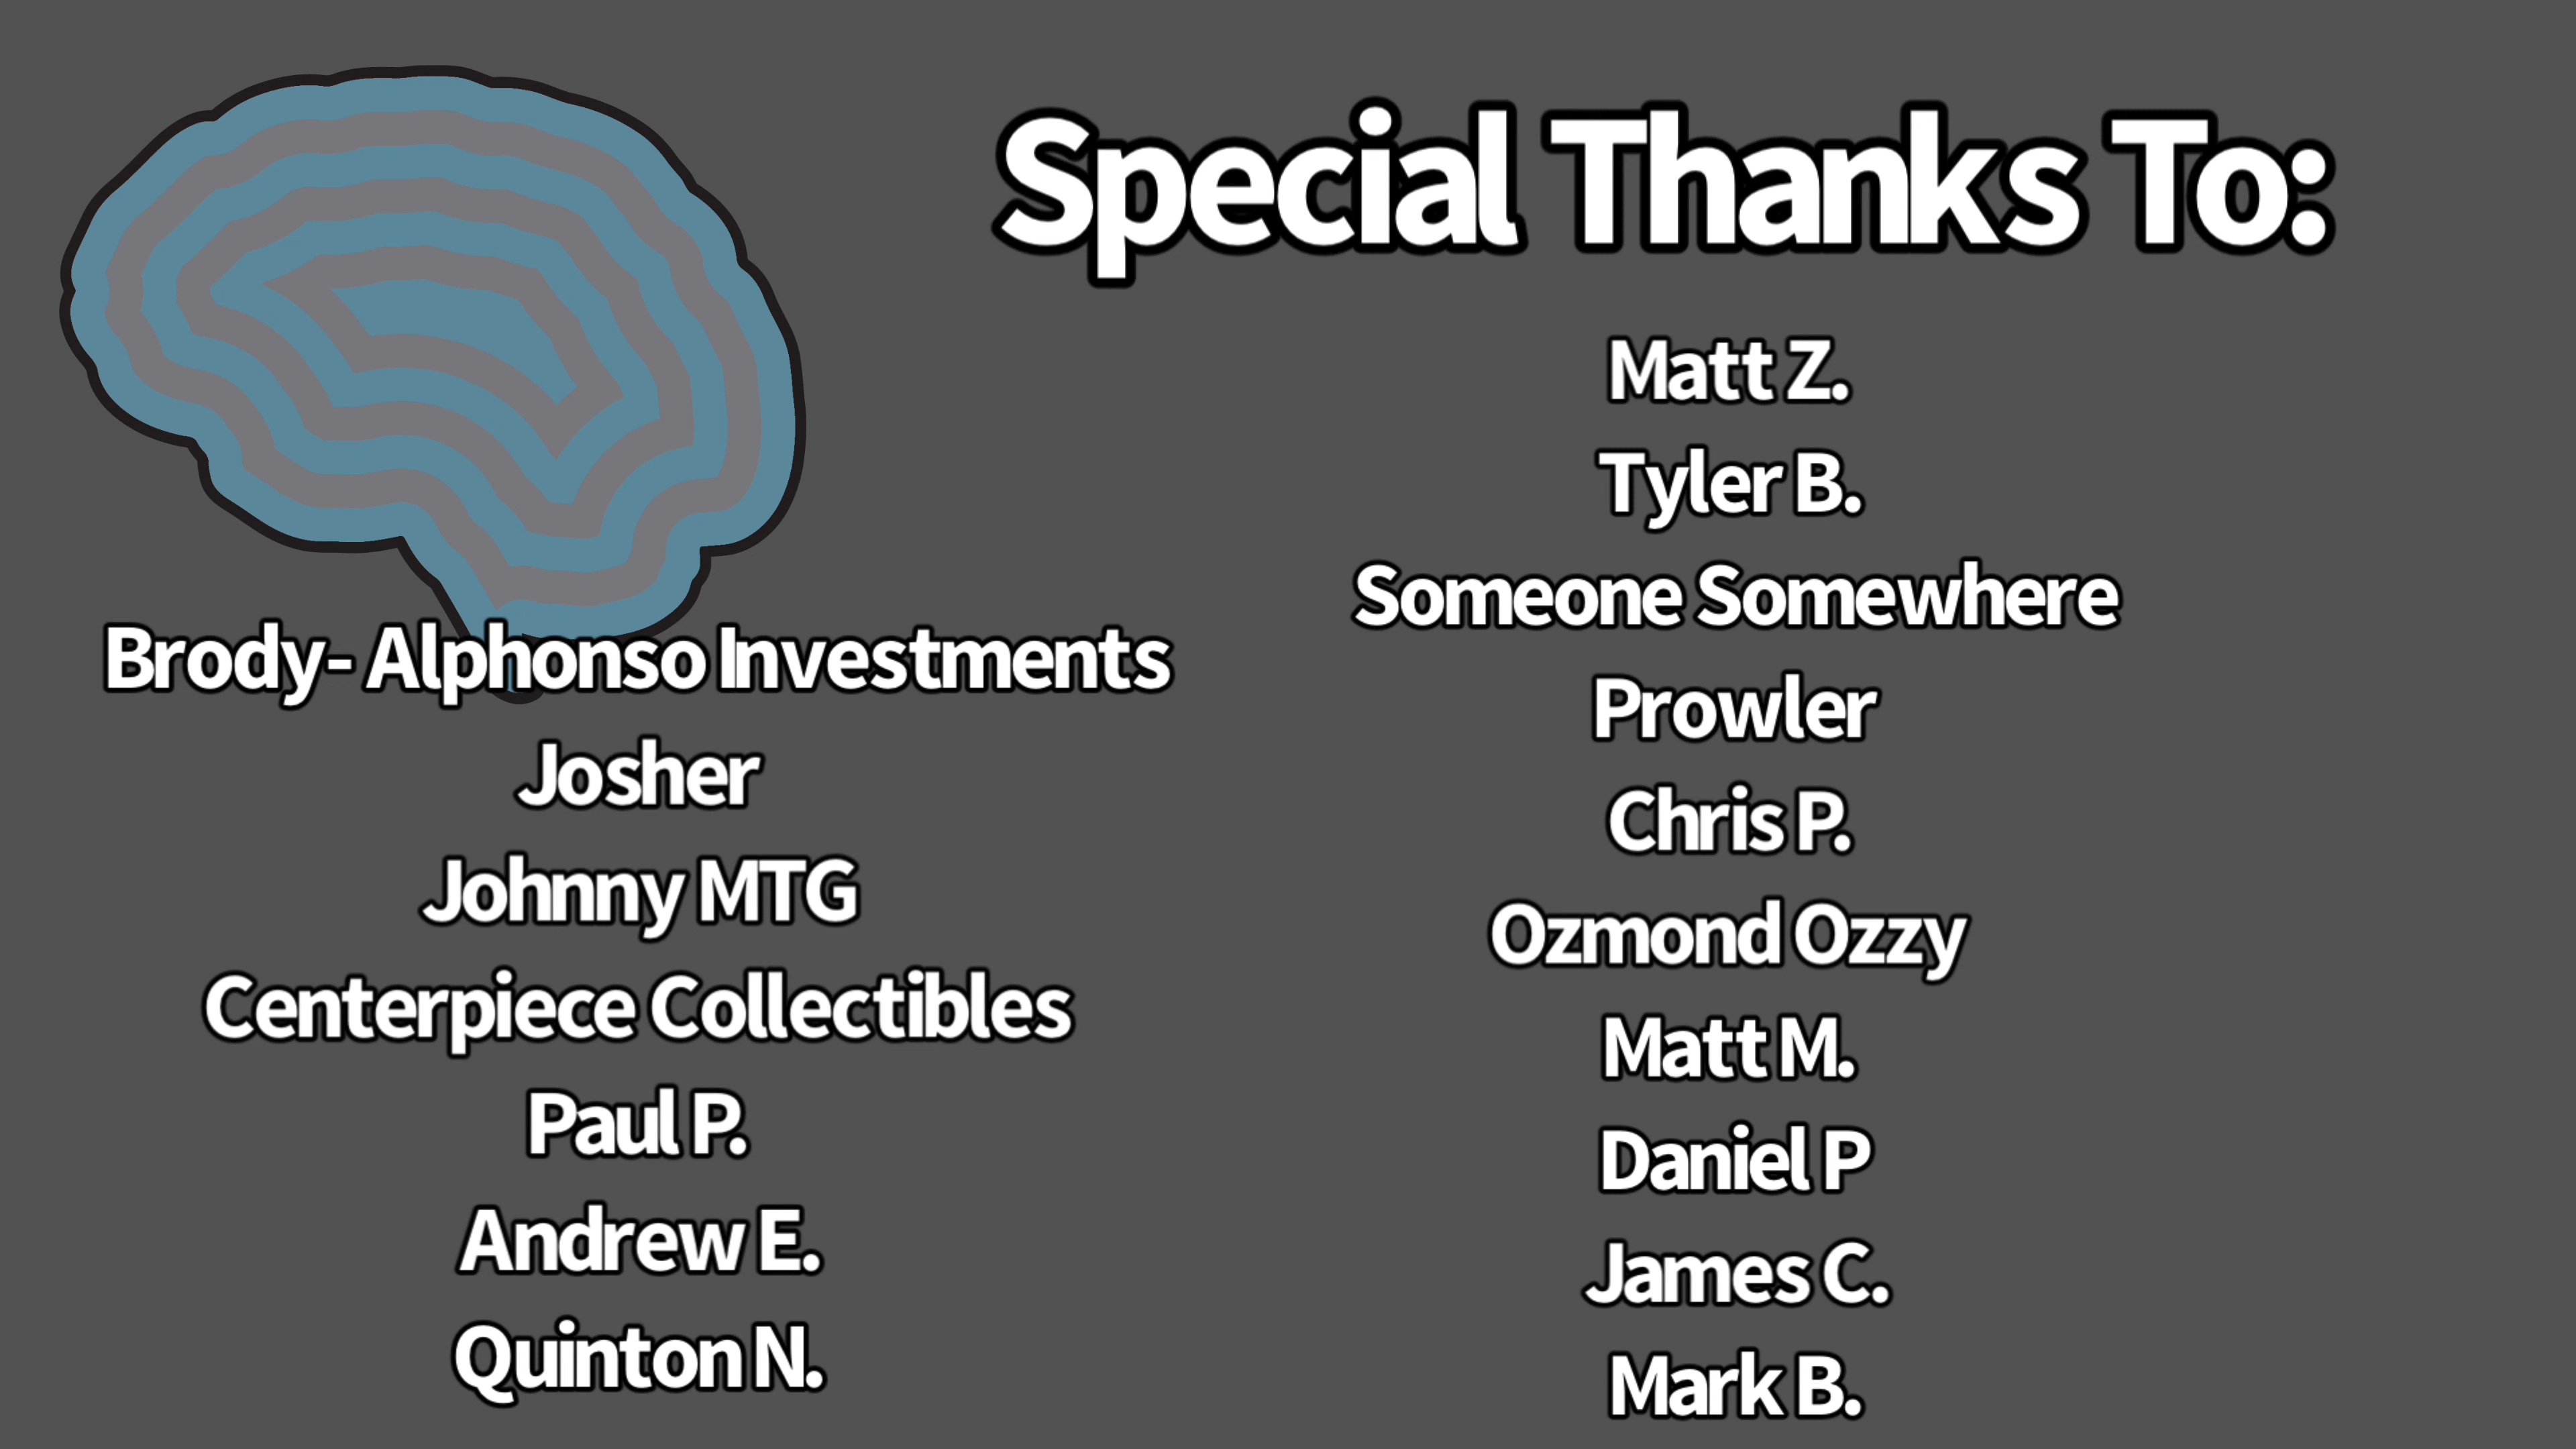 Special Thanks To:
Brody- Alphonso Investments
Josher
Johnny MTG
Centerpiece Collectibles
Paul P.
Andrew E.
Quinton N.
Matt Z.
Tyler B.
Someone Somewhere
Prowler
Chris P.
Ozmond Ozzy
Matt M.
Daniel P
James C.
Mark B.